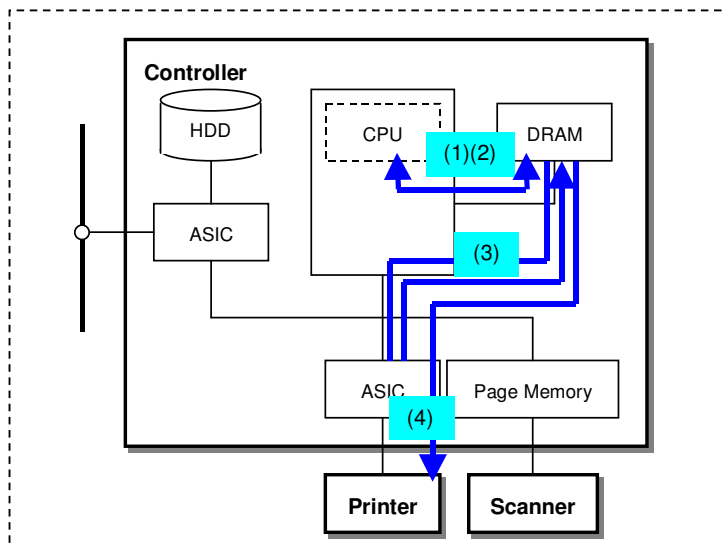 Controller
HDD
CPU
DRAM
(1)(2)
ASIC
(3)
ASIC
Page Memory
(4)
Printer
Scanner